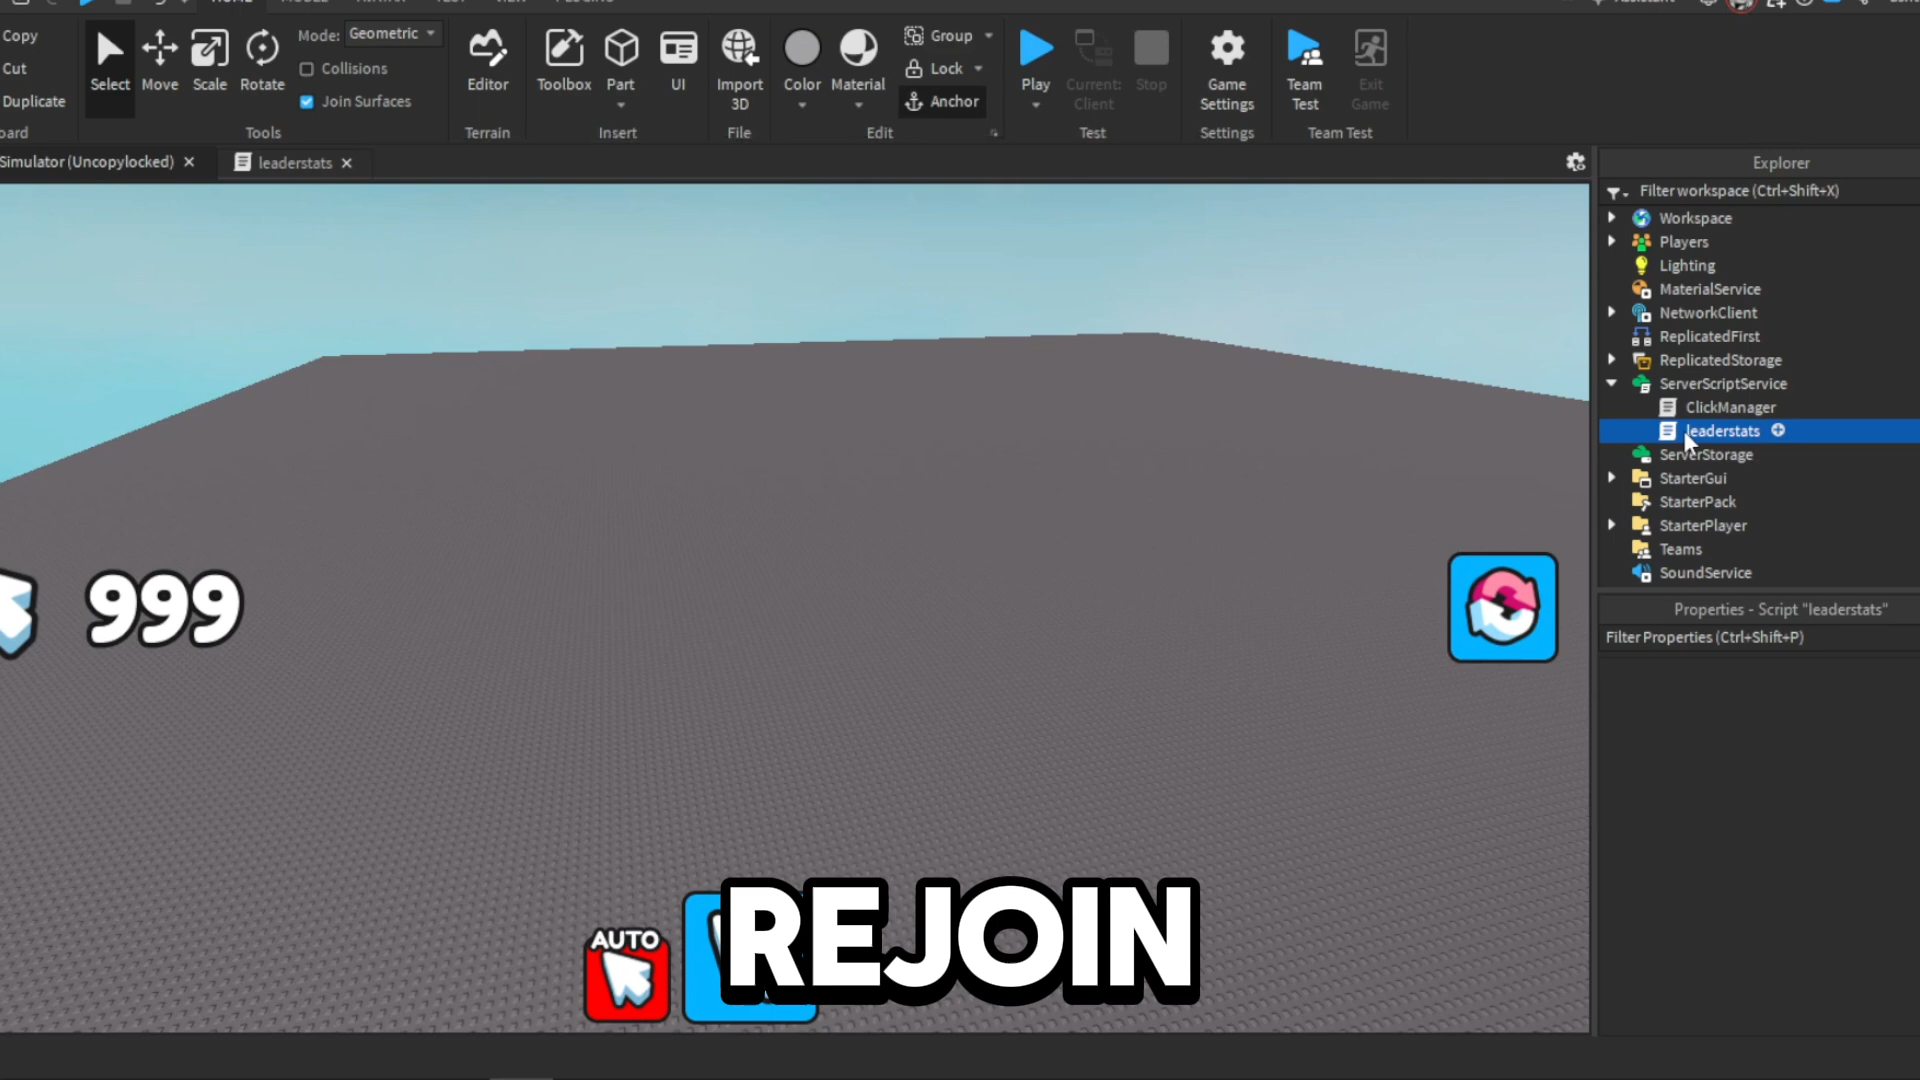 HOME
Assistant
Copy
Cut
Duplicate
oard
Select
Move
Scale
Rotate
Mode: Geometric
Collisions
Join Surfaces
Tools
Editor
Terrain
Toolbox
Part
UI
Insert
Import
3D
File
Color
Material
Group
Lock
Anchor
Edit
Play
Current:
Client
Stop
Test
Game
Settings
Settings
Team
Test
Exit
Game
Team Test
Simulator (Uncopylocked)
leaderstats
Explorer
Filter workspace (Ctrl+Shift+X)
Workspace
Players
Lighting
MaterialService
NetworkClient
ReplicatedFirst
ReplicatedStorage
ServerScriptService
ClickManager
leaderstats
ServerStorage
StarterGui
StarterPack
StarterPlayer
Teams
SoundService
Properties - Script "leaderstats"
Filter Properties (Ctrl+Shift+P)
999
AUTO
REJOIN